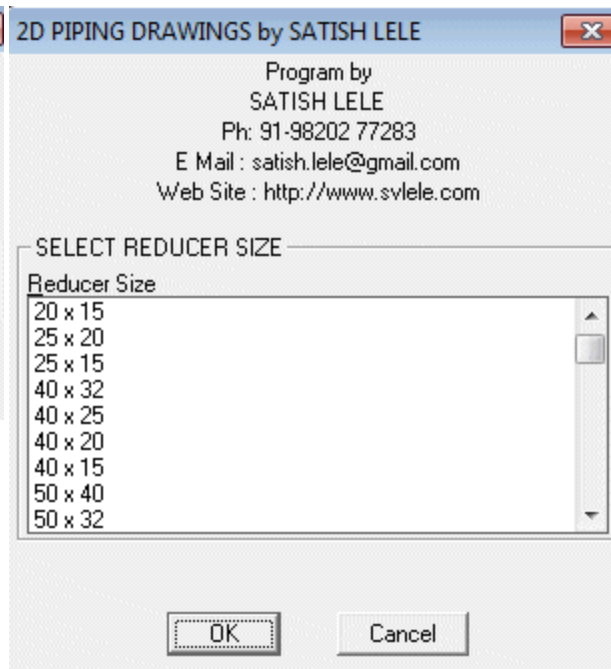 2D PIPING DRAWINGS by SATISH LELE
Program by
SATISH LELE
Ph: 91-98202 77283
E Mail : satish.lele@gmail.com
Web Site : http://www.svlele.com
SELECT REDUCER SIZE
Reducer Size
20 x 15
25 x 20
25 x 15
40 x 32
40 x 25
40 x 20
40 x 15
50 x 40
50 x 32
OK
Cancel